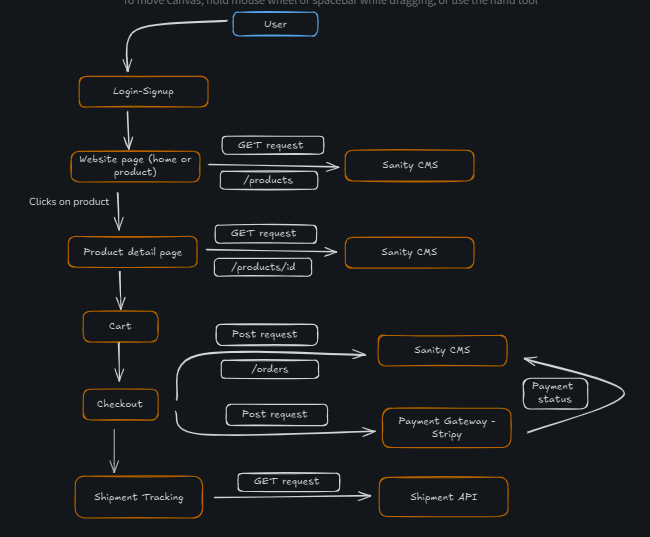 To move canvas, hold mouse wheel or spacebar while dragging, or use the hand tool
User
Login-Signup
Website page (home or
product)
GET request
/products
Sanity CMS
Clicks on product
Product detail page
GET request
/products/id
Sanity CMS
Cart
Post request
/orders
Sanity CMS
Checkout
Post request
Payment Gateway -
Stripy
Payment
status
Shipment Tracking
GET request
Shipment API